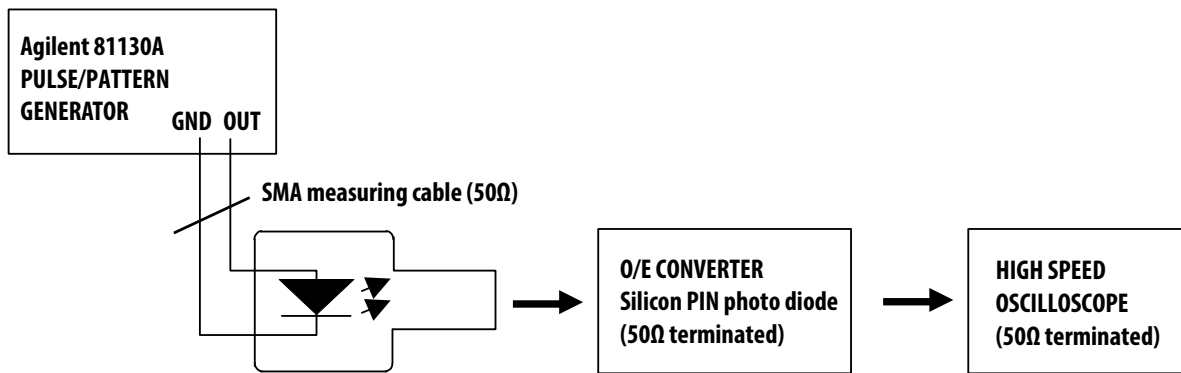 Agilent 81130A
PULSE/PATTERN
GENERATOR
GND OUT
SMA measuring cable (50Ω)
O/E CONVERTER
Silicon PIN photo diode
(50Ω terminated)
HIGH SPEED
OSCILLOSCOPE
(50Ω terminated)